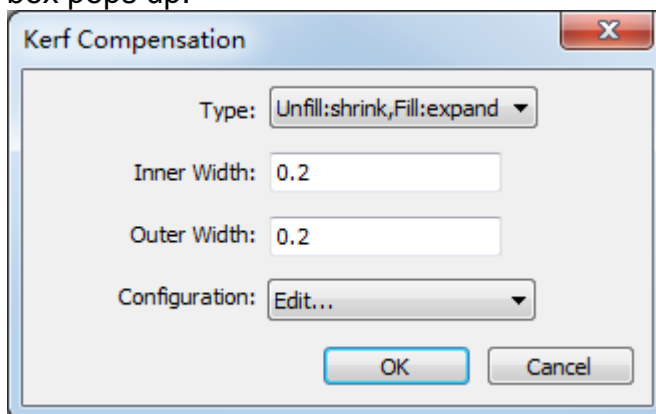 box pops up.
Kerf Compensation
Type: Unfill:shrink,Fill:expand
Inner Width: 0.2
Outer Width: 0.2
Configuration: Edit...
OK Cancel